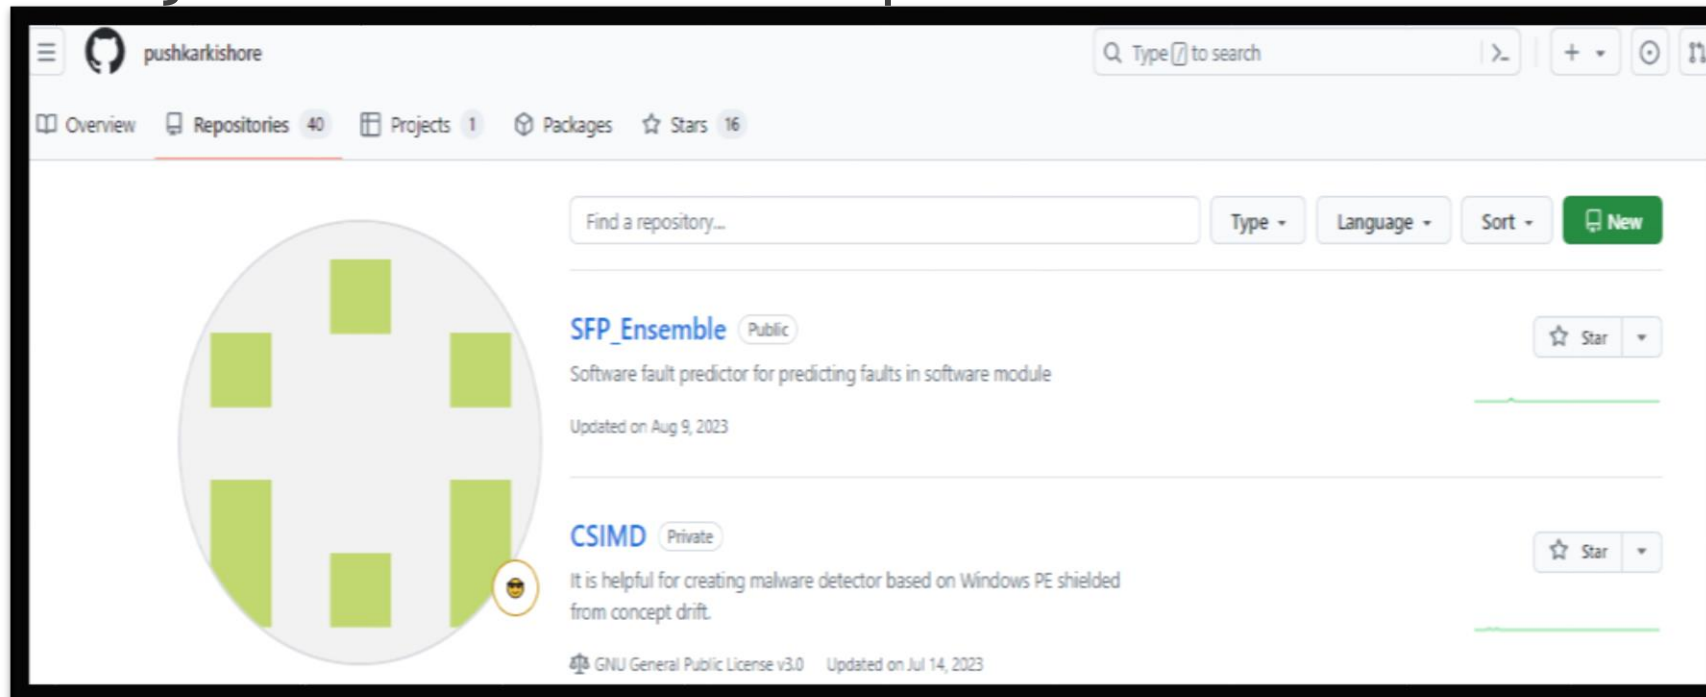 pushkarkishore
Type / to search
Overview Repositories 40 Projects 1 Packages Stars 16
Find a repository... Type Language Sort New
SFP_Ensemble Public Star
Software fault predictor for predicting faults in software module
Updated on Aug 9, 2023
CSIMD Private Star
It is helpful for creating malware detector based on Windows PE shielded
from concept drift.
GNU General Public License v3.0 Updated on Jul 14, 2023